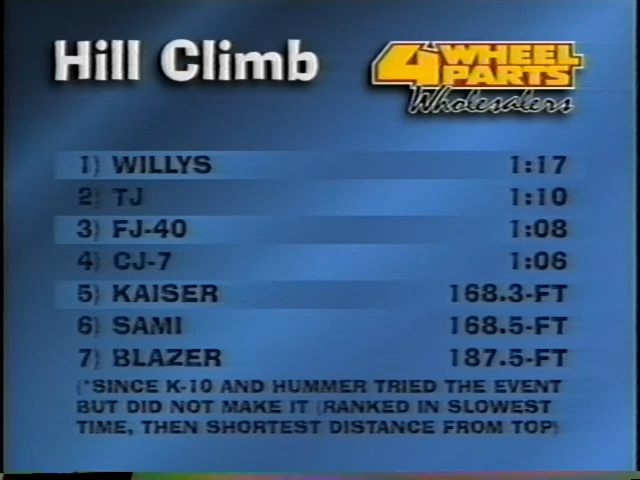 Hill Climb
4 WHEEL PARTS
Wholesalers
1) WILLYS 1:17
2) TJ 1:10
3) FJ-40 1:08
4) CJ-7 1:06
5) KAISER 168.3-FT
6) SAMI 168.5-FT
7) BLAZER 187.5-FT
(*SINCE K-10 AND HUMMER TRIED THE EVENT
BUT DID NOT MAKE IT (RANKED IN SLOWEST
TIME, THEN SHORTEST DISTANCE FROM TOP)